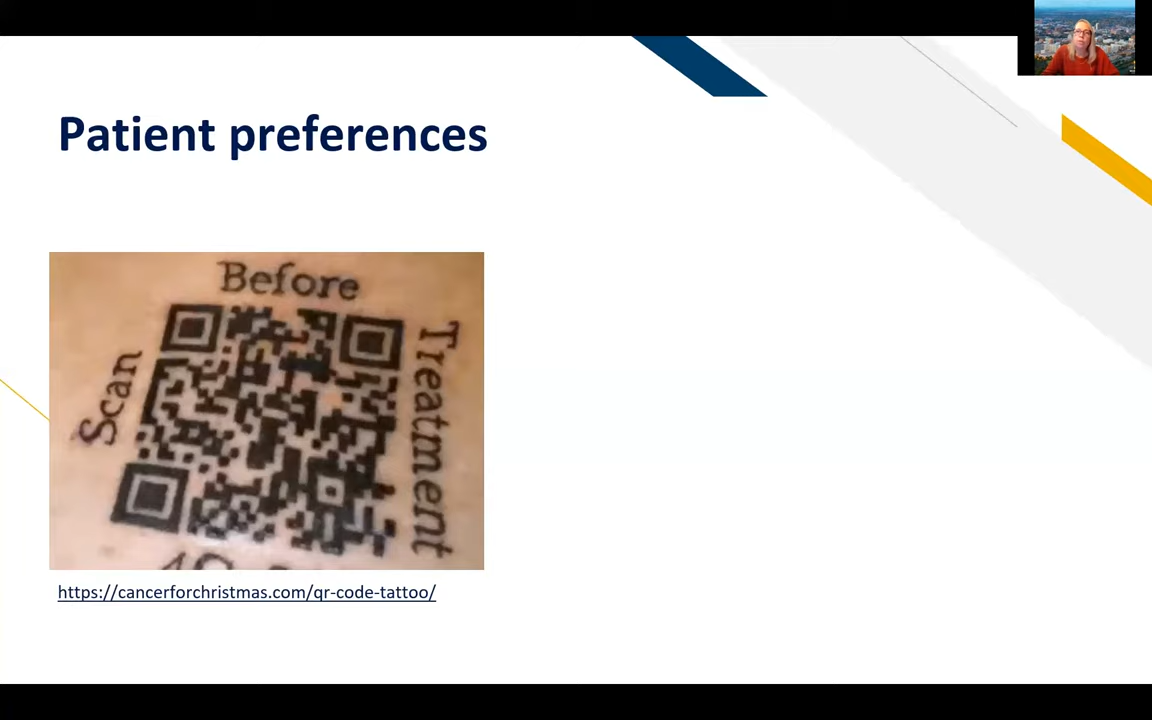 Patient preferences
Before
Scan
Treatment
https://cancerforchristmas.com/qr-code-tattoo/